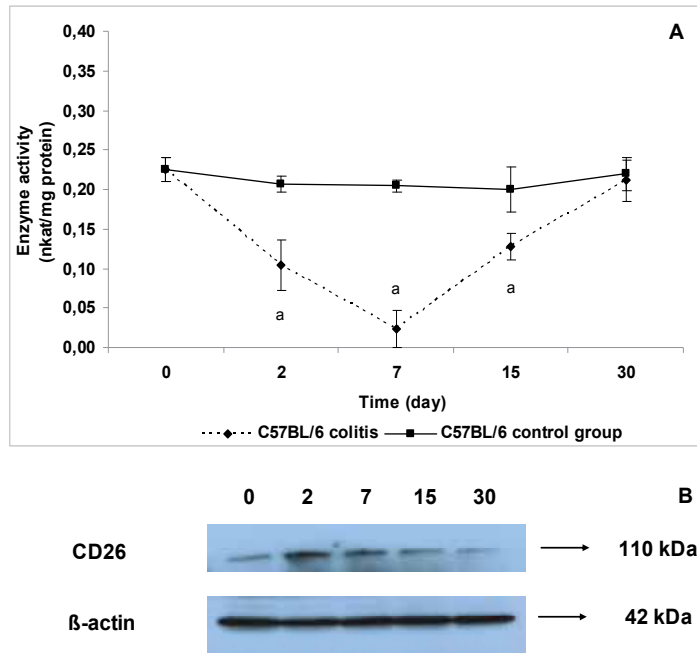 A
0,40
0,35
0,30
0,25
0,20
0,15
0,10
0,05
0,00
Enzyme activity
(nkat/mg protein)
a
a
a
0 2 7 15 30
Time (day)
C57BL/6 colitis C57BL/6 control group
0 2 7 15 30 B
CD26 110 kDa
ß-actin 42 kDa